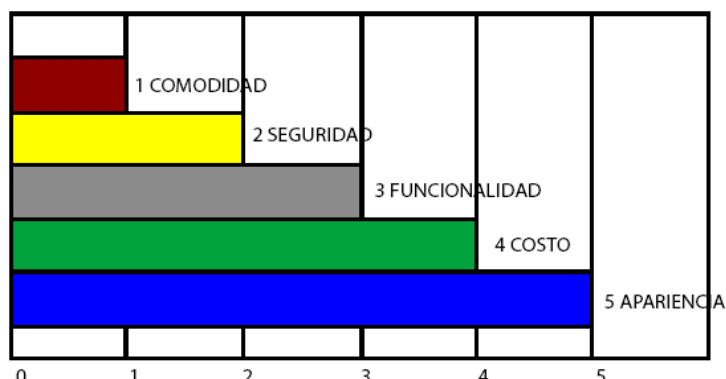 1 COMODIDAD
2 SEGURIDAD
3 FUNCIONALIDAD
4 COSTO
5 APARIENCIA
0 1 2 3 4 5